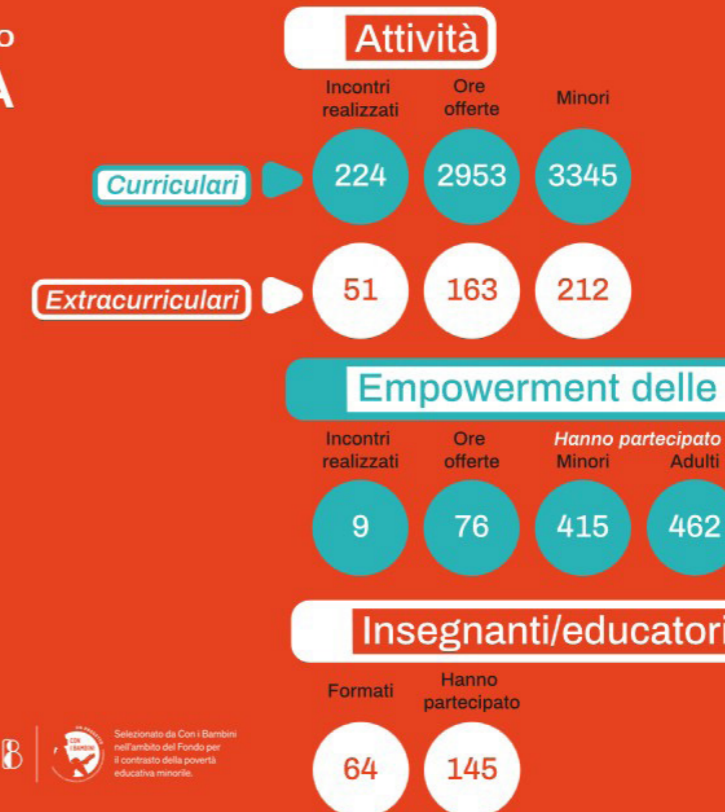 O
A
Attività
Incontri realizzati
Ore offerte
Minori
Curriculari
224 2953 3345
Extracurriculari
51 163 212
Empowerment delle
Hanno partecipato
Incontri realizzati
Ore offerte
Minori
Adulti
9 76 415 462
Insegnanti/educatori
Formati
Hanno partecipato
64 145
B
CON I BAMBINI
Selezionato da Con i Bambini
nell'ambito del Fondo per
il contrasto della povertà
educativa minorile.